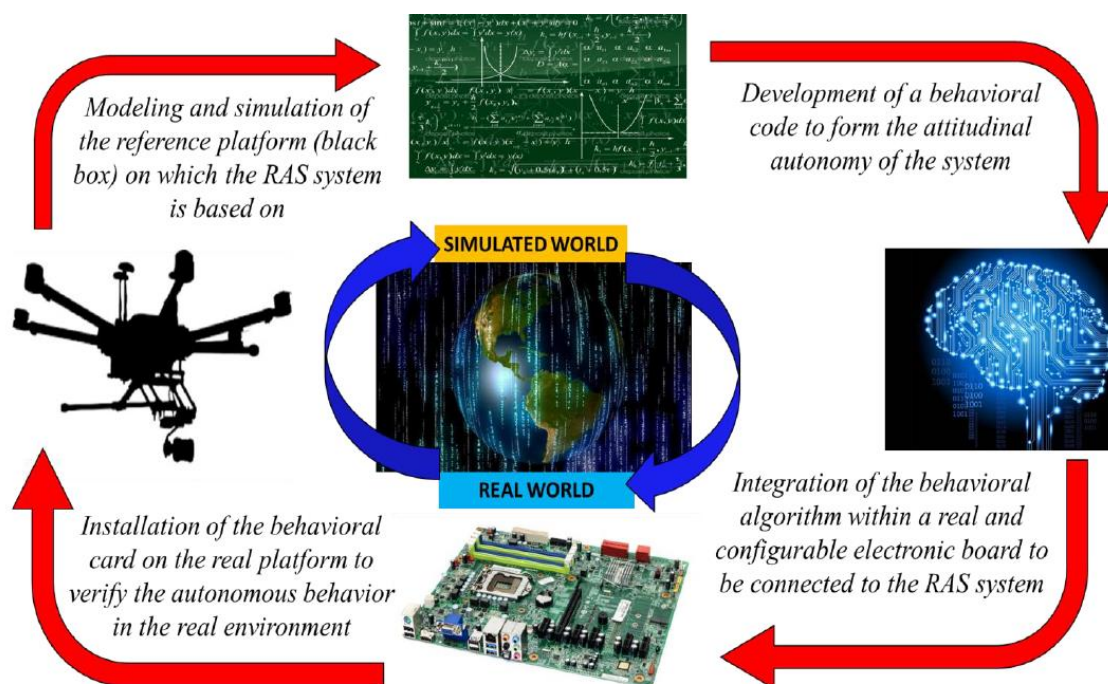 Modeling and simulation of
the reference platform (black
box) on which the RAS system
is based on
Development of a behavioral
code to form the attitudinal
autonomy of the system
SIMULATED WORLD
REAL WORLD
Integration of the behavioral
algorithm within a real and
configurable electronic board to
be connected to the RAS system
Installation of the behavioral
card on the real platform to
verify the autonomous behavior
in the real environment